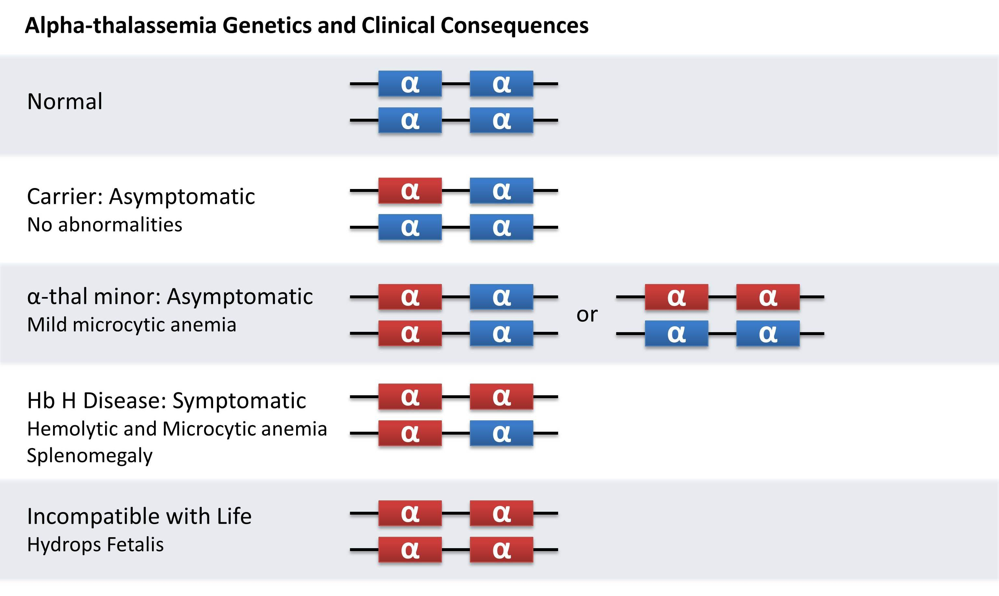 Alpha-thalassemia Genetics and Clinical Consequences
Normal
α α
α α
Carrier: Asymptomatic
No abnormalities
α α
α α
α-thal minor: Asymptomatic
Mild microcytic anemia
α α
α α
or
α α
α α
Hb H Disease: Symptomatic
Hemolytic and Microcytic anemia
Splenomegaly
α α
α α
Incompatible with Life
Hydrops Fetalis
α α
α α